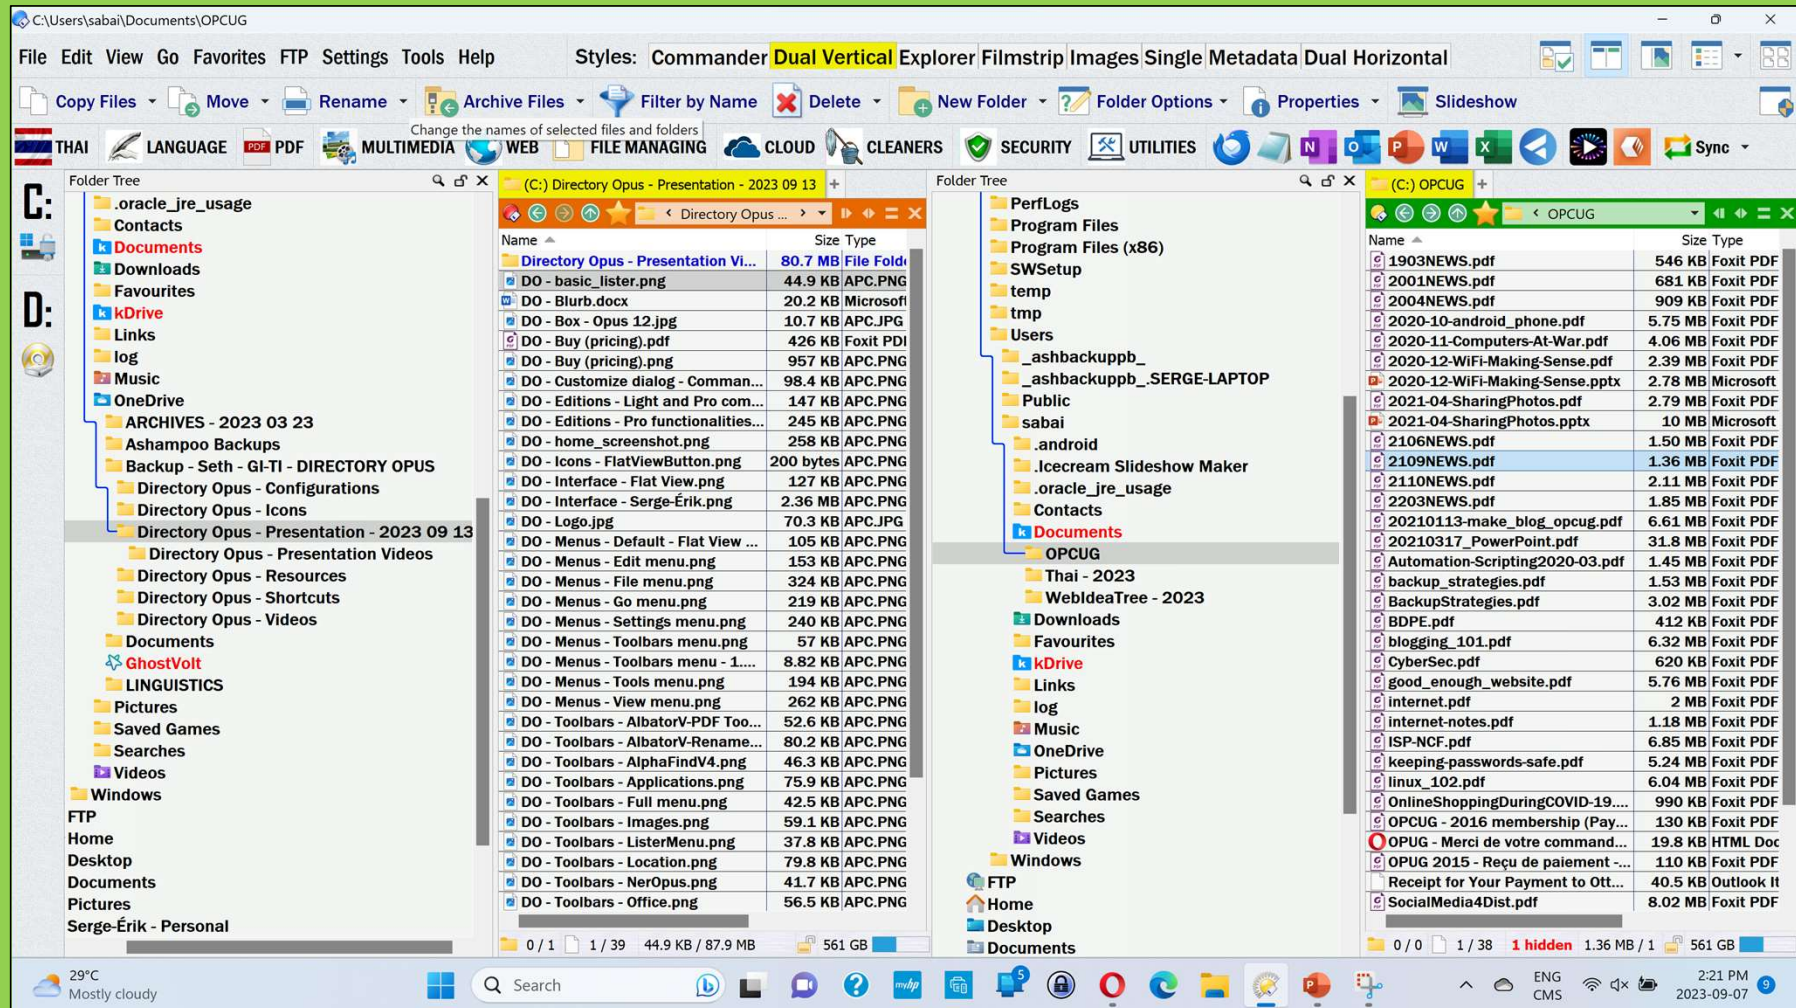 C:\Users\sabai\Documents\OPCUG
File Edit View Go Favorites FTP Settings Tools Help
Styles: Commander Dual Vertical Explorer Filmstrip Images Single Metadata Dual Horizontal
Copy Files Move Rename Archive Files Filter by Name Delete New Folder Folder Options Properties Slideshow
Change the names of selected files and folders
THAI LANGUAGE PDF PDF MULTIMEDIA WEB FILE MANAGING CLOUD CLEANERS SECURITY UTILITIES Sync
C:
D:
Folder Tree
.oracle_jre_usage
Contacts
Documents
Downloads
Favourites
kDrive
Links
log
Music
OneDrive
ARCHIVES - 2023 03 23
Ashampoo Backups
Backup - Seth - GI-TI - DIRECTORY OPUS
Directory Opus - Configurations
Directory Opus - Icons
Directory Opus - Presentation - 2023 09 13
Directory Opus - Presentation Videos
Directory Opus - Resources
Directory Opus - Shortcuts
Directory Opus - Videos
Documents
GhostVolt
LINGUISTICS
Pictures
Saved Games
Searches
Videos
Windows
FTP
Home
Desktop
Documents
Pictures
Serge-Érik - Personal
(C:) Directory Opus - Presentation - 2023 09 13
Directory Opus ...
Name Size Type
Directory Opus - Presentation Vi... 80.7 MB File Folde
DO - basic_lister.png 44.9 KB APC.PNG
DO - Blurb.docx 20.2 KB Microsoft
DO - Box - Opus 12.jpg 10.7 KB APC.JPG
DO - Buy (pricing).pdf 426 KB Foxit PDF
DO - Buy (pricing).png 957 KB APC.PNG
DO - Customize dialog - Comman... 98.4 KB APC.PNG
DO - Editions - Light and Pro com... 147 KB APC.PNG
DO - Editions - Pro functionalities... 245 KB APC.PNG
DO - home_screenshot.png 258 KB APC.PNG
DO - Icons - FlatViewButton.png 200 bytes APC.PNG
DO - Interface - Flat View.png 127 KB APC.PNG
DO - Interface - Serge-Érik.png 2.36 MB APC.PNG
DO - Logo.jpg 70.3 KB APC.JPG
DO - Menus - Default - Flat View ... 105 KB APC.PNG
DO - Menus - Edit menu.png 153 KB APC.PNG
DO - Menus - File menu.png 324 KB APC.PNG
DO - Menus - Go menu.png 219 KB APC.PNG
DO - Menus - Settings menu.png 240 KB APC.PNG
DO - Menus - Toolbars menu.png 57 KB APC.PNG
DO - Menus - Toolbars menu - 1.... 8.82 KB APC.PNG
DO - Menus - Tools menu.png 194 KB APC.PNG
DO - Menus - View menu.png 262 KB APC.PNG
DO - Toolbars - AlbatorV-PDF Too... 52.6 KB APC.PNG
DO - Toolbars - AlbatorV-Rename... 80.2 KB APC.PNG
DO - Toolbars - AlphaFindV4.png 46.3 KB APC.PNG
DO - Toolbars - Applications.png 75.9 KB APC.PNG
DO - Toolbars - Full menu.png 42.5 KB APC.PNG
DO - Toolbars - Images.png 59.1 KB APC.PNG
DO - Toolbars - ListerMenu.png 37.8 KB APC.PNG
DO - Toolbars - Location.png 79.8 KB APC.PNG
DO - Toolbars - NerOpus.png 41.7 KB APC.PNG
DO - Toolbars - Office.png 56.5 KB APC.PNG
0 / 1 1 / 39 44.9 KB / 87.9 MB 561 GB
Folder Tree
PerfLogs
Program Files
Program Files (x86)
SWSetup
temp
tmp
Users
_ashbackuppb_
_ashbackuppb_.SERGE-LAPTOP
Public
sabai
.android
.Icecream Slideshow Maker
.oracle_jre_usage
Contacts
Documents
OPCUG
Thai - 2023
WebIdeaTree - 2023
Downloads
Favourites
kDrive
Links
log
Music
OneDrive
Pictures
Saved Games
Searches
Videos
Windows
FTP
Home
Desktop
Documents
(C:) OPCUG
OPCUG
Name Size Type
1903NEWS.pdf 546 KB Foxit PDF
2001NEWS.pdf 681 KB Foxit PDF
2004NEWS.pdf 909 KB Foxit PDF
2020-10-android_phone.pdf 5.75 MB Foxit PDF
2020-11-Computers-At-War.pdf 4.06 MB Foxit PDF
2020-12-WiFi-Making-Sense.pdf 2.39 MB Foxit PDF
2020-12-WiFi-Making-Sense.pptx 2.78 MB Microsoft
2021-04-SharingPhotos.pdf 2.79 MB Foxit PDF
2021-04-SharingPhotos.pptx 10 MB Microsoft
2106NEWS.pdf 1.50 MB Foxit PDF
2109NEWS.pdf 1.36 MB Foxit PDF
2110NEWS.pdf 2.11 MB Foxit PDF
2203NEWS.pdf 1.85 MB Foxit PDF
20210113-make_blog_opcug.pdf 6.61 MB Foxit PDF
20210317_PowerPoint.pdf 31.8 MB Foxit PDF
Automation-Scripting2020-03.pdf 1.45 MB Foxit PDF
backup_strategies.pdf 1.53 MB Foxit PDF
BackupStrategies.pdf 3.02 MB Foxit PDF
BDPE.pdf 412 KB Foxit PDF
blogging_101.pdf 6.32 MB Foxit PDF
CyberSec.pdf 620 KB Foxit PDF
good_enough_website.pdf 5.76 MB Foxit PDF
internet.pdf 2 MB Foxit PDF
internet-notes.pdf 1.18 MB Foxit PDF
ISP-NCF.pdf 6.85 MB Foxit PDF
keeping-passwords-safe.pdf 5.24 MB Foxit PDF
linux_102.pdf 6.04 MB Foxit PDF
OnlineShoppingDuringCOVID-19.... 990 KB Foxit PDF
OPCUG - 2016 membership (Pay... 130 KB Foxit PDF
OPUG - Merci de votre command... 19.8 KB HTML Doc
OPUG 2015 - Reçu de paiement -... 110 KB Foxit PDF
Receipt for Your Payment to Ott... 40.5 KB Outlook It
SocialMedia4Dist.pdf 8.02 MB Foxit PDF
0 / 0 1 / 38 1 hidden 1.36 MB / 1 561 GB
29°C
Mostly cloudy
Search
myhp
5
ENG
CMS
2:21 PM
2023-09-07
9